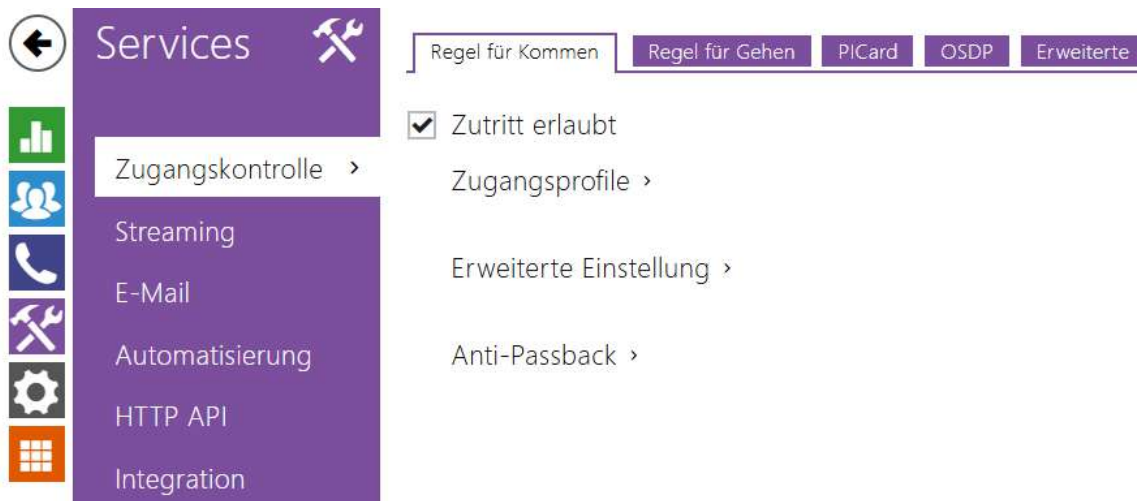 Services
Zugangskontrolle
Streaming
E-Mail
Automatisierung
HTTP API
Integration
Regel für Kommen Regel für Gehen PICard OSDP Erweiterte
Zutritt erlaubt
Zugangsprofile
Erweiterte Einstellung
Anti-Passback